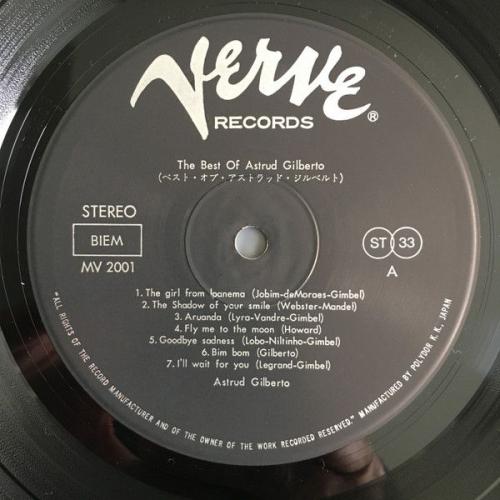 Verve
RECORDS ®
The Best Of Astrud Gilberto
(ベスト・オブ・アストラッド・ジルベルト)
STEREO
BIEM
MV 2001
ST 33
A
1. The girl from Ipanema (Jobim-deMoraes-Gimbel)
2. The Shadow of your smile (Webster-Mandel)
3. Aruanda (Lyra-Vandre-Gimbel)
4. Fly me to the moon (Howard)
5. Goodbye sadness (Lobo-Niltinho-Gimbel)
6. Bim bom (Gilberto)
7. I'll wait for you (Legrand-Gimbel)
Astrud Gilberto
"ALL RIGHTS OF THE RECORD MANUFACTURER AND OF THE OWNER OF THE WORK RECORDED RESERVED." MANUFACTURED BY POLYDOR K. K., JAPAN